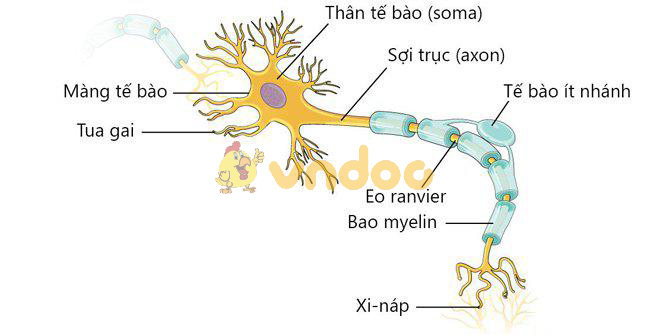 Thân tế bào (soma)
Sợi trục (axon)
Màng tế bào
Tế bào ít nhánh
Tua gai
vndoc
Eo ranvier
Bao myelin
Xi-náp